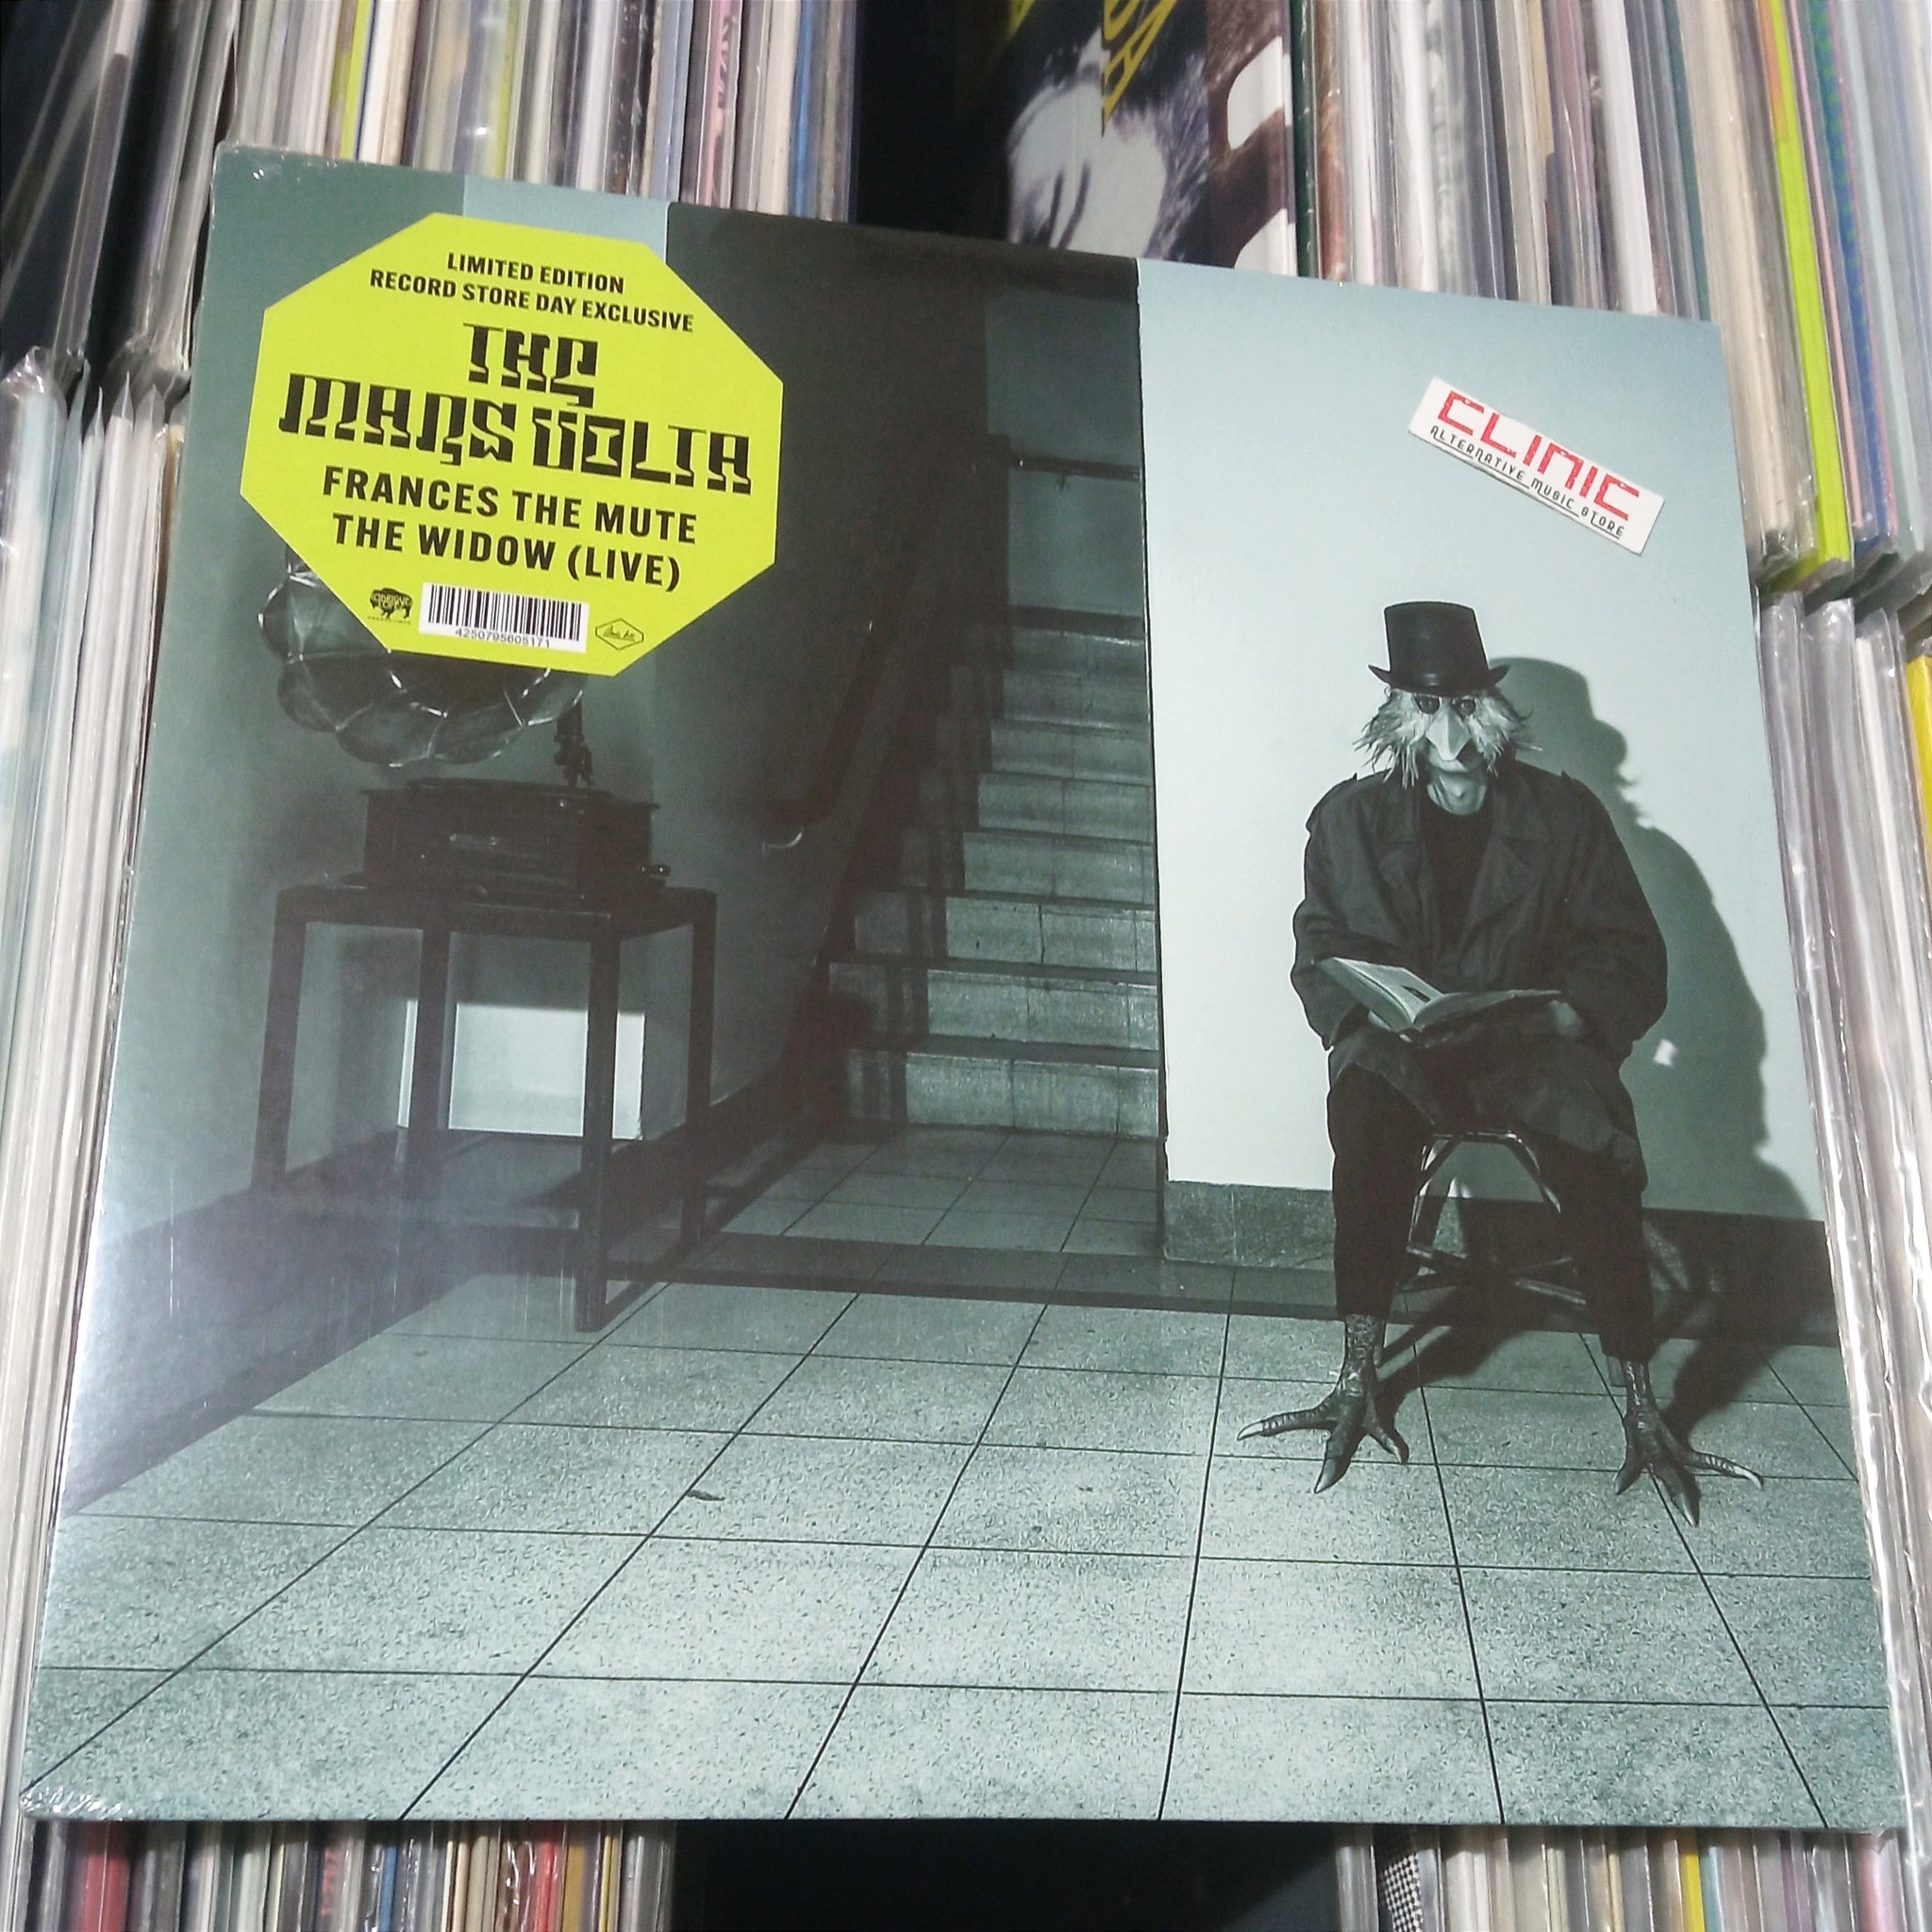 LIMITED EDITION
RECORD STORE DAY EXCLUSIVE
THE
MARS VOLTA
FRANCES THE MUTE
THE WIDOW (LIVE)
4250795605171
CLINIC
ALTERNATIVE MUSIC STORE